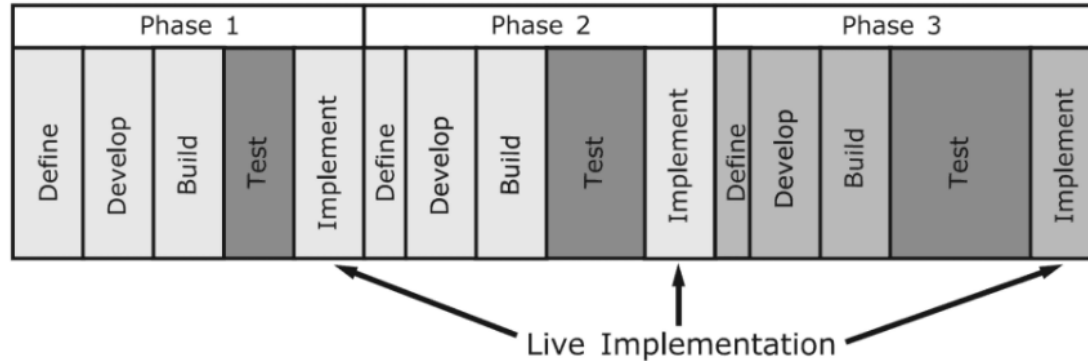 Phase 1
Phase 2
Phase 3
Define
Develop
Build
Test
Implement
Define
Develop
Build
Test
Implement
Define
Develop
Build
Test
Implement
Live Implementation